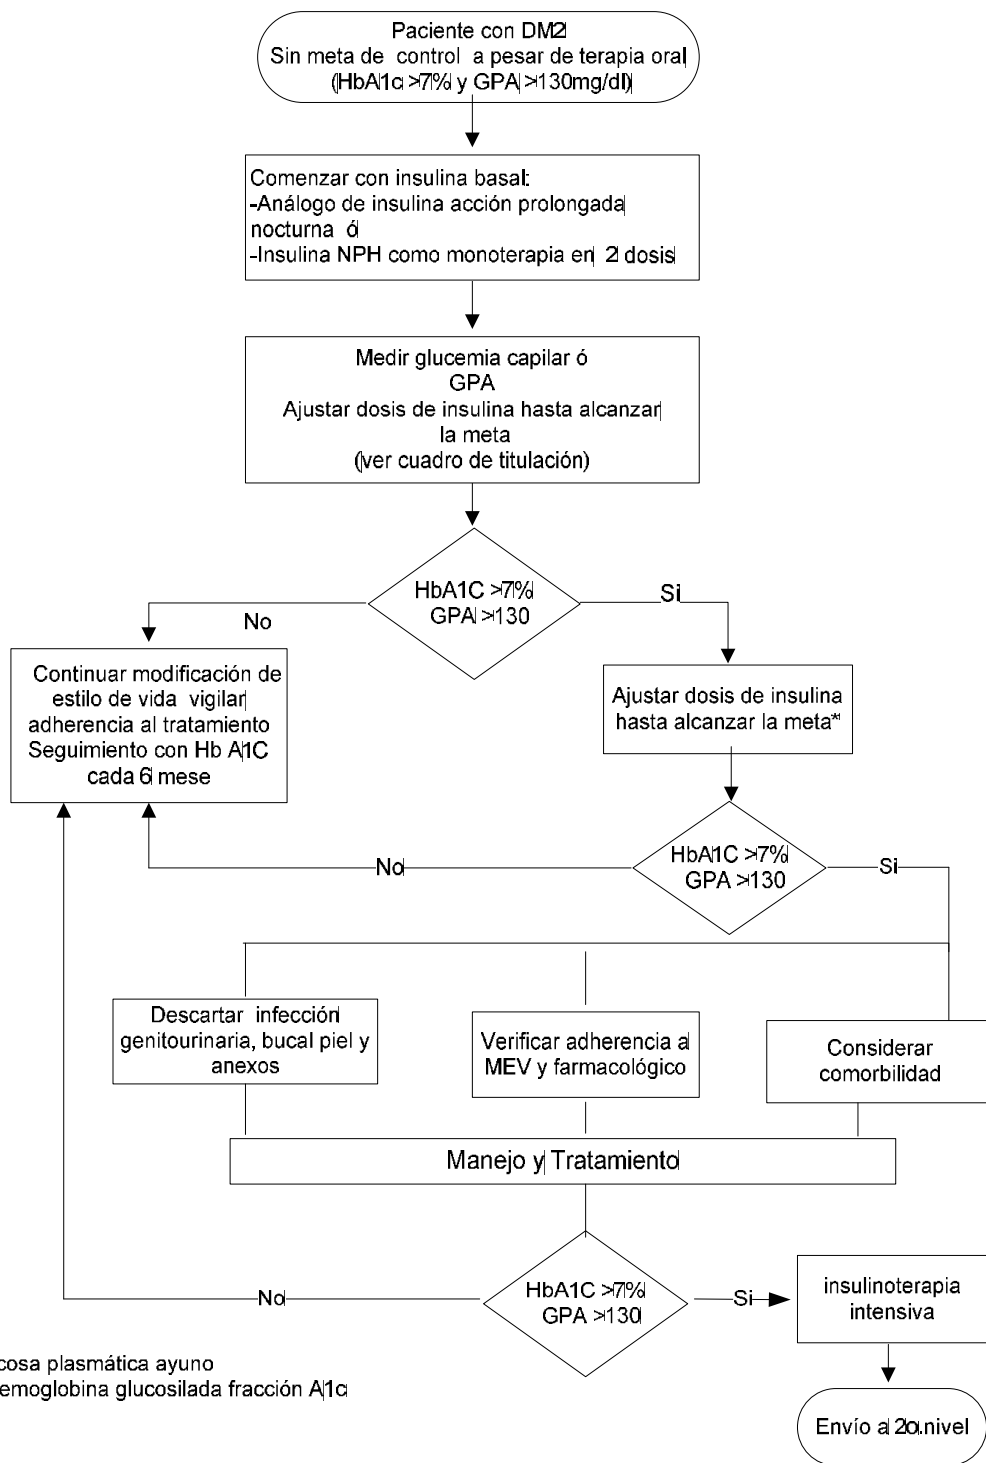 Paciente con DM2
Sin meta de control a pesar de terapia oral
(HbA1c >7% y GPA >130mg/dl)
Comenzar con insulina basal:
-Análogo de insulina acción prolongada
nocturna ó
-Insulina NPH como monoterapia en 2 dosis
Medir glucemia capilar ó
GPA
Ajustar dosis de insulina hasta alcanzar
la meta
(ver cuadro de titulación)
HbA1C >7%
GPA >130
No
Si
Continuar modificación de
estilo de vida vigilar
adherencia al tratamiento
Seguimiento con Hb A1C
cada 6 mese
Ajustar dosis de insulina
hasta alcanzar la meta*
HbA1C >7%
GPA >130
No
Si
Descartar infección
genitourinaria, bucal piel y
anexos
Verificar adherencia a
MEV y farmacológico
Considerar
comorbilidad
Manejo y Tratamiento
HbA1C >7%
GPA >130
No
Si
insulinoterapia
intensiva
cosa plasmática ayuno
emoglobina glucosilada fracción A1c
Envío a 2o.nivel